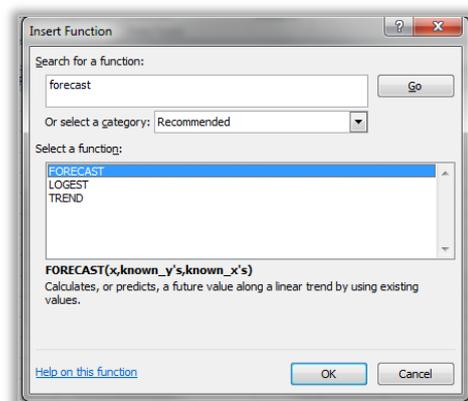 Insert Function
Search for a function:
forecast
Go
Or select a category: Recommended
Select a function:
FORECAST
LOGEST
TREND
FORECAST(x,known_y's,known_x's)
Calculates, or predicts, a future value along a linear trend by using existing
values.
Help on this function
OK
Cancel